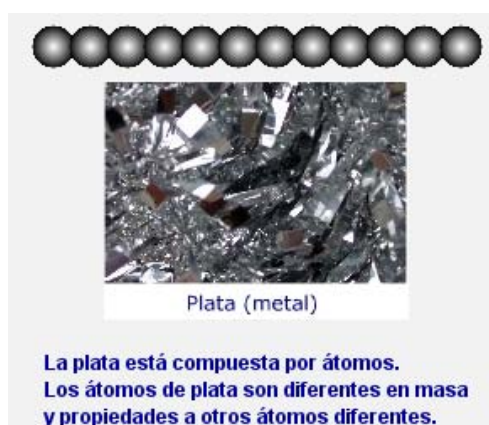 Plata (metal)
La plata está compuesta por átomos.
Los átomos de plata son diferentes en masa
y propiedades a otros átomos diferentes.